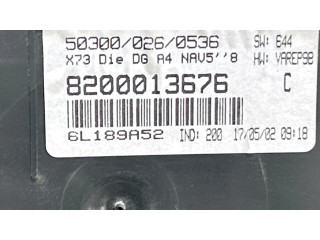 50300/026/0536 SW: 644
X73 Die DG A4 NAV5''8 HW: VAREP98
8200013676 C
6L189A52 IND: 200 17/05/02 09:18